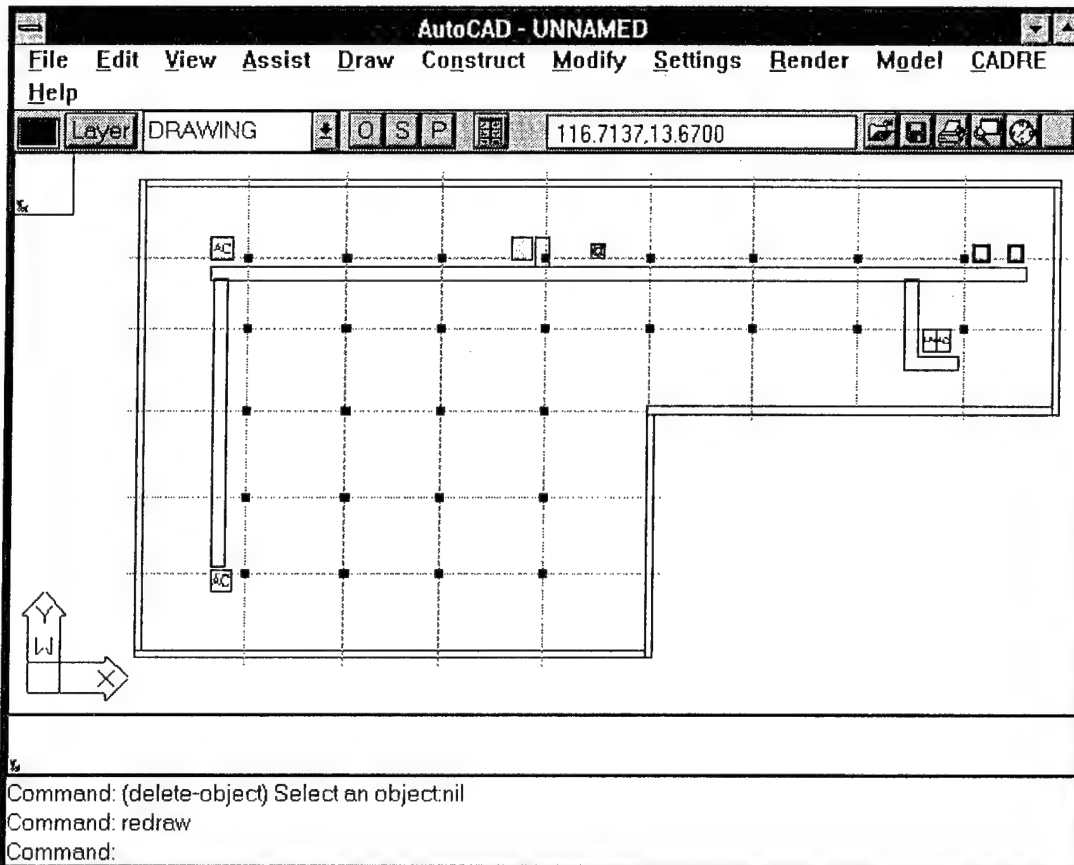 AutoCAD - UNNAMED
File Edit View Assist Draw Construct Modify Settings Render Model CADRE
Help
Layer DRAWING O S P 116.7137,13.6700
AC
AC
Y
W
X
Command: (delete-object) Select an object:nil
Command: redraw
Command: